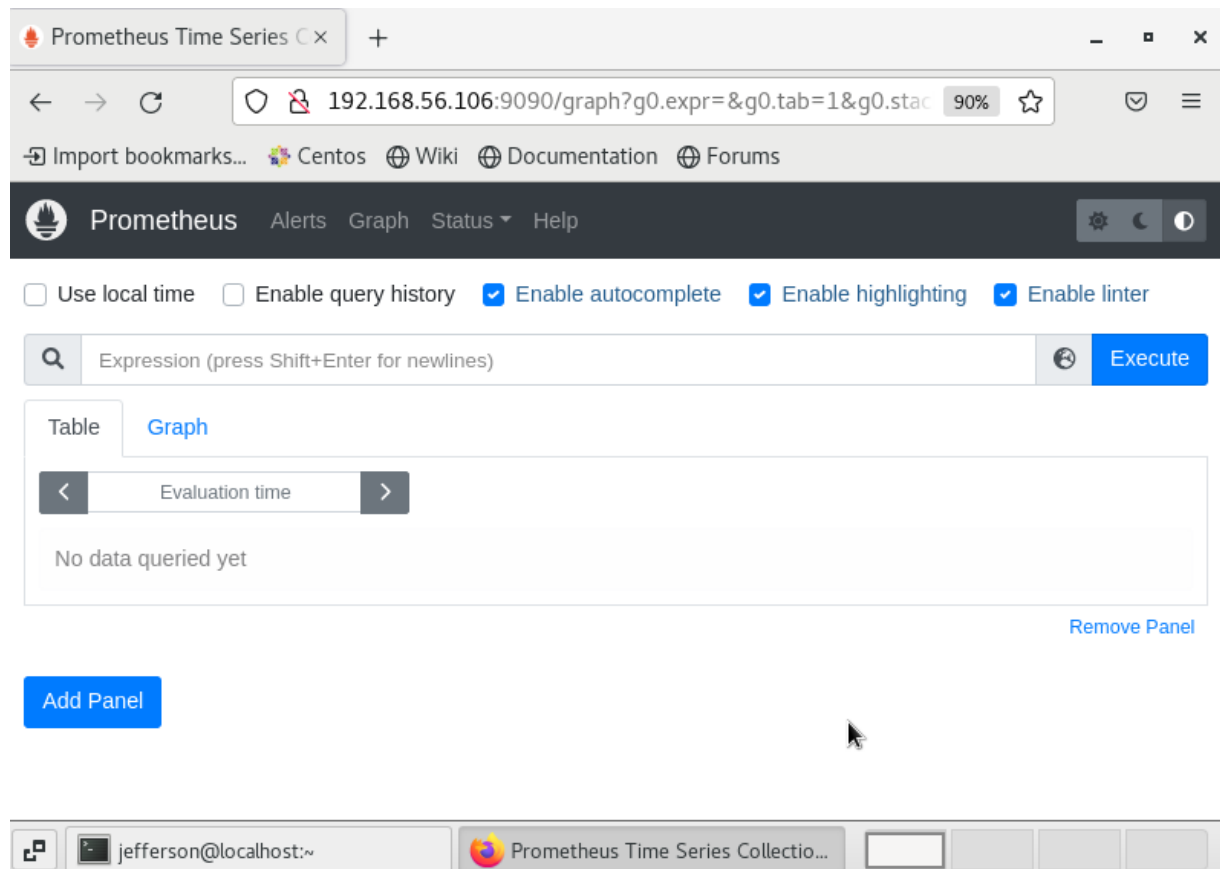 Prometheus Time Series C
192.168.56.106:9090/graph?g0.expr=&g0.tab=1&g0.stac 90%
Import bookmarks... Centos Wiki Documentation Forums
Prometheus Alerts Graph Status Help
Use local time Enable query history Enable autocomplete Enable highlighting Enable linter
Expression (press Shift+Enter for newlines) Execute
Table Graph
Evaluation time
No data queried yet
Remove Panel
Add Panel
jefferson@localhost:~ Prometheus Time Series Collectio...